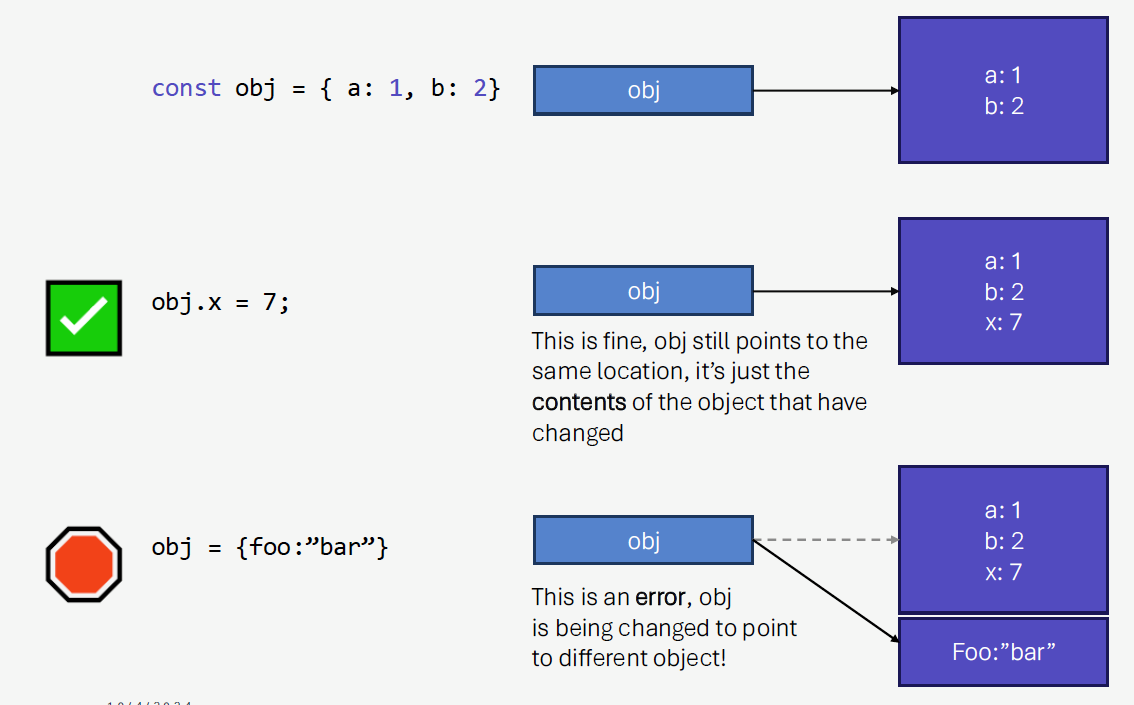 const obj = { a: 1, b: 2}
obj
a: 1
b: 2
obj.x = 7;
obj
a: 1
b: 2
x: 7
This is fine, obj still points to the
same location, it’s just the
contents of the object that have
changed
obj = {foo:”bar”}
obj
a: 1
b: 2
x: 7
This is an error, obj
is being changed to point
to different object!
Foo:”bar”